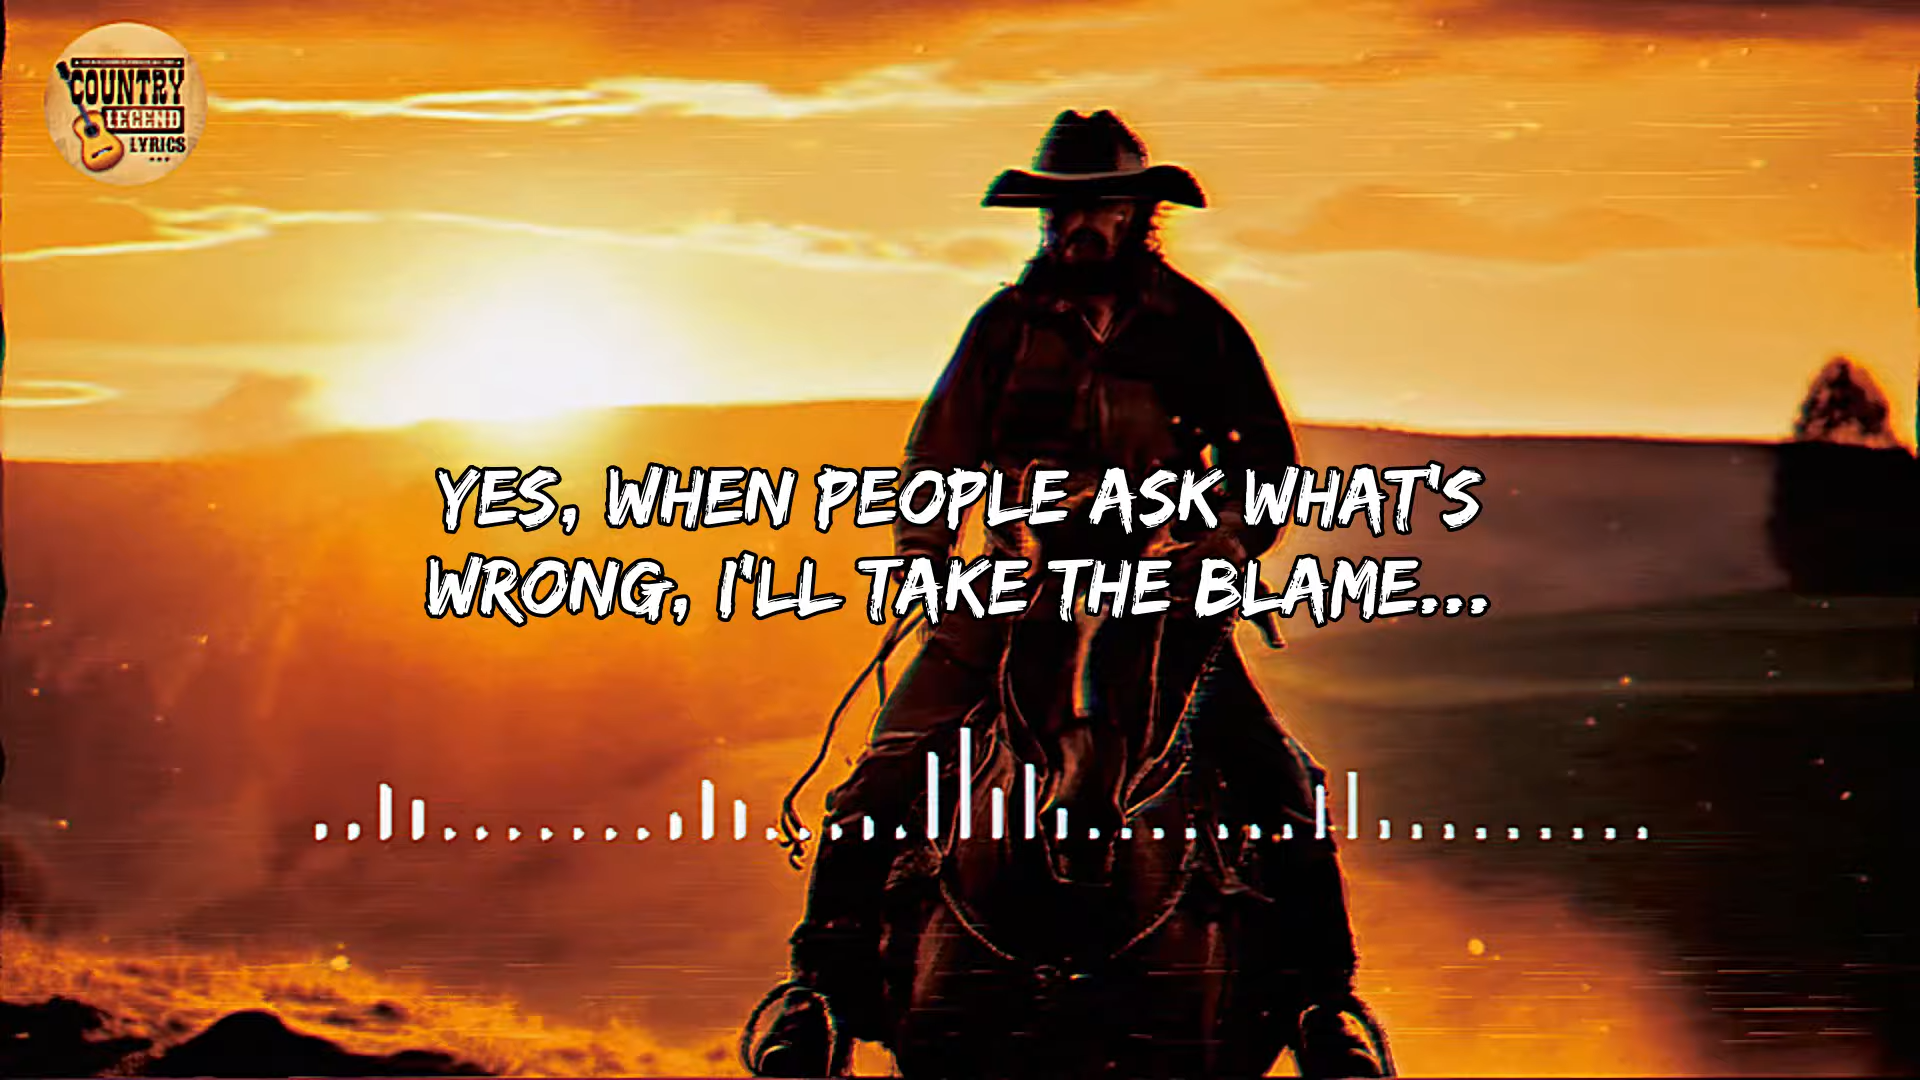 COUNTRY
LEGEND
LYRICS
YES, WHEN PEOPLE ASK WHAT'S
WRONG, I'LL TAKE THE BLAME...